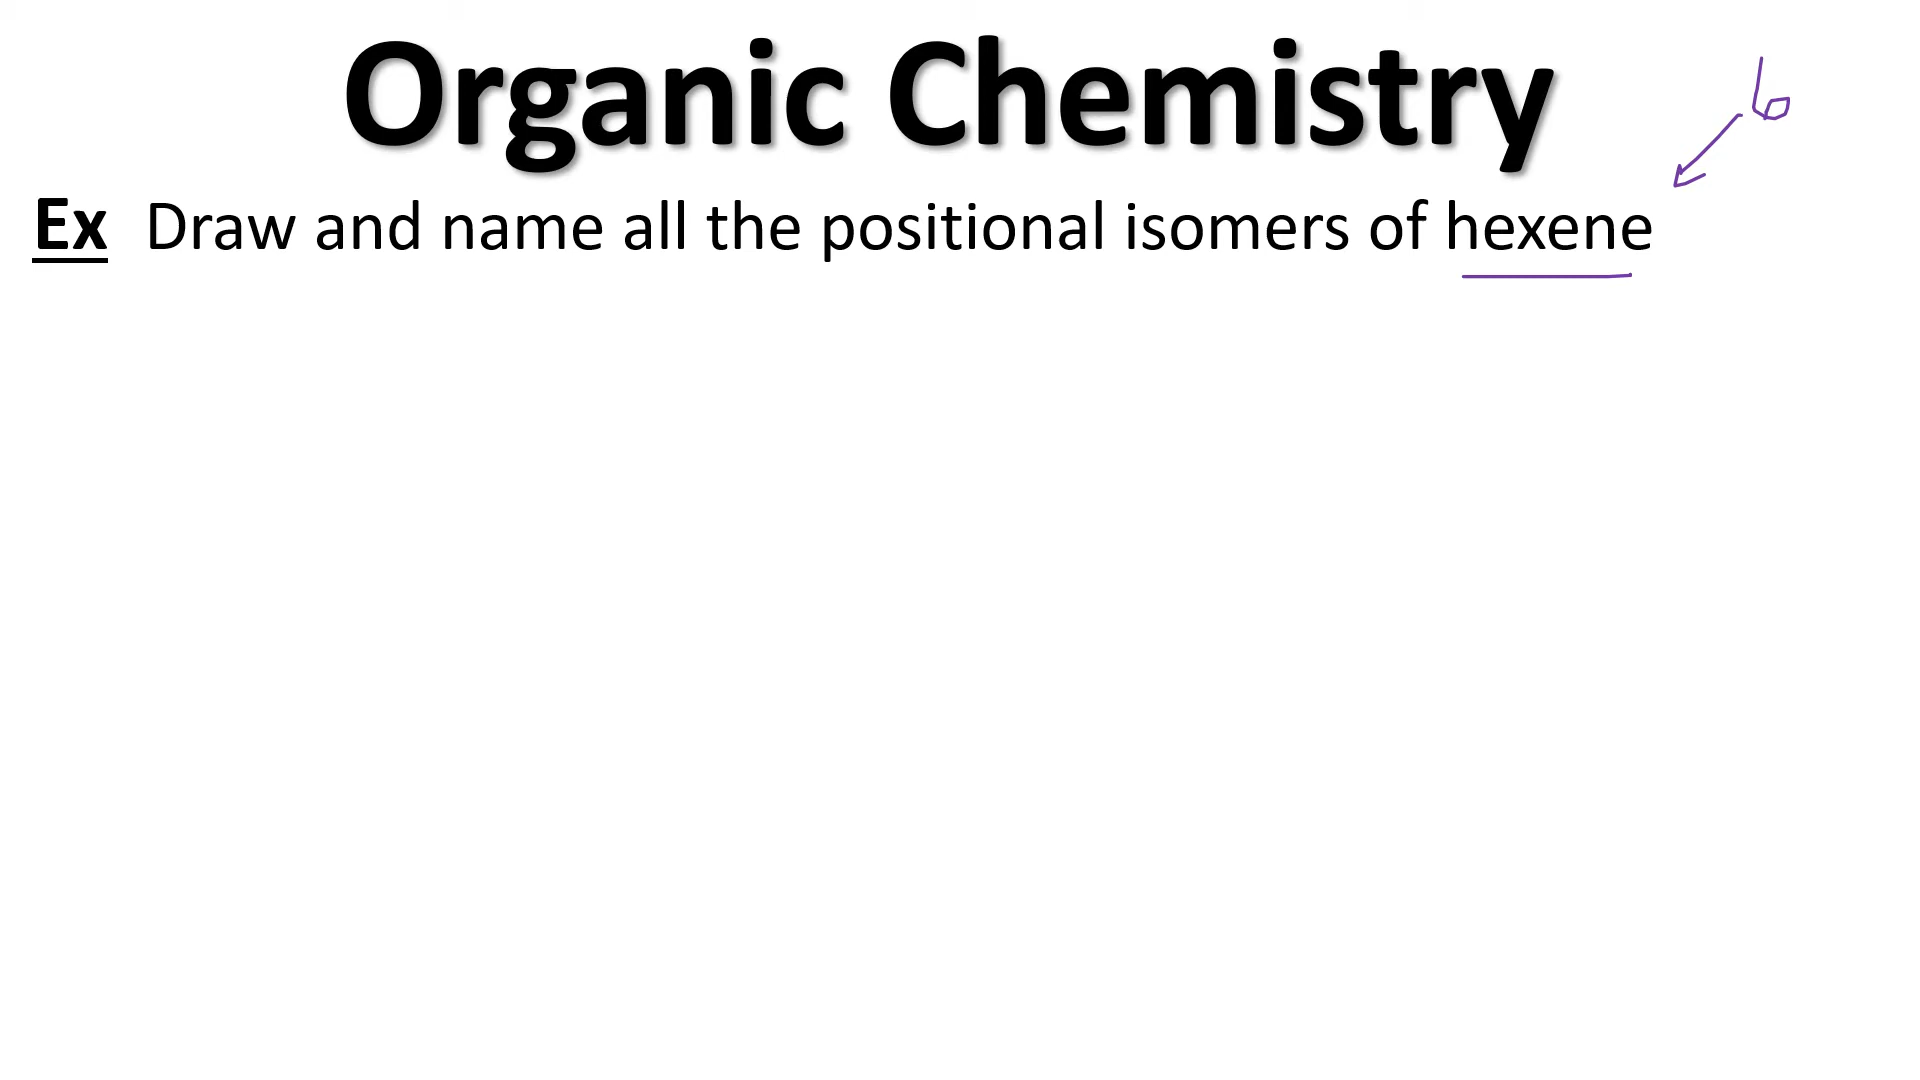 Organic Chemistry
6
Ex Draw and name all the positional isomers of hexene